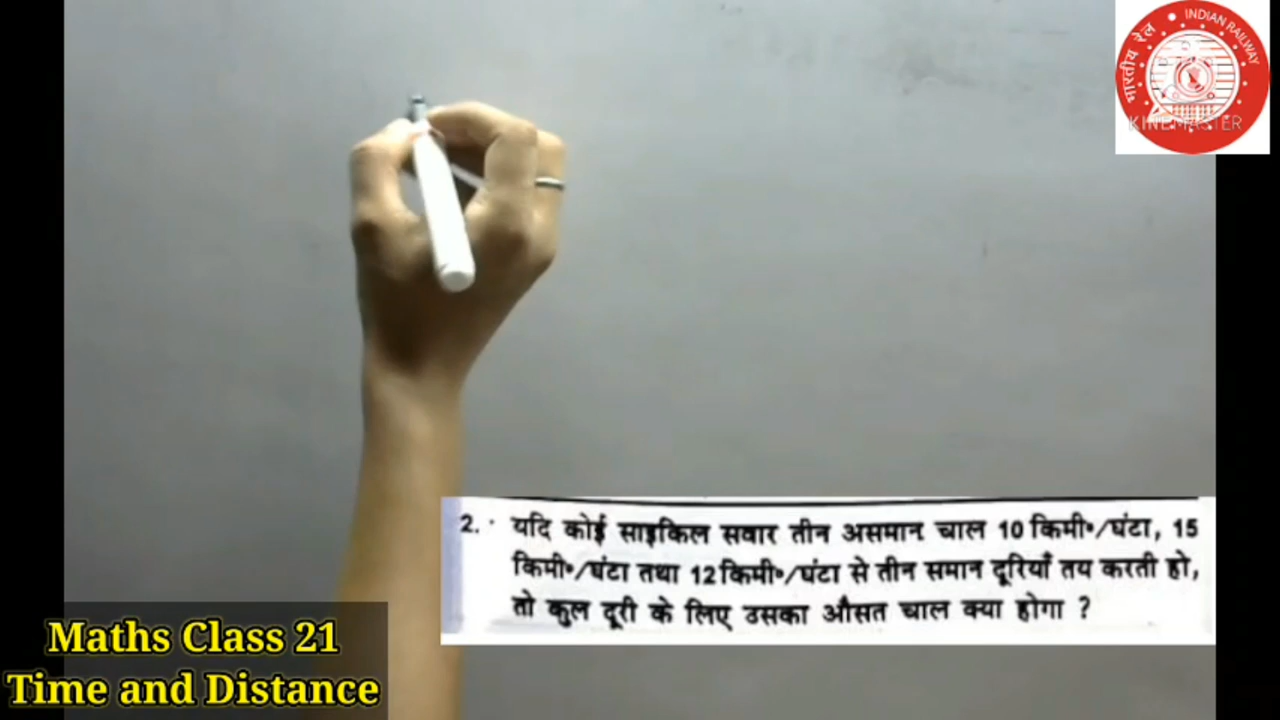 भारतीय रेल
INDIAN RAILWAY
KINEMASTER
2. यदि कोई साइकिल सवार तीन असमान चाल 10 किमी॰/घंटा, 15
किमी॰/घंटा तथा 12 किमी॰/घंटा से तीन समान दूरियाँ तय करती हो,
तो कुल दूरी के लिए उसका औसत चाल क्या होगा ?
Maths Class 21
Time and Distance